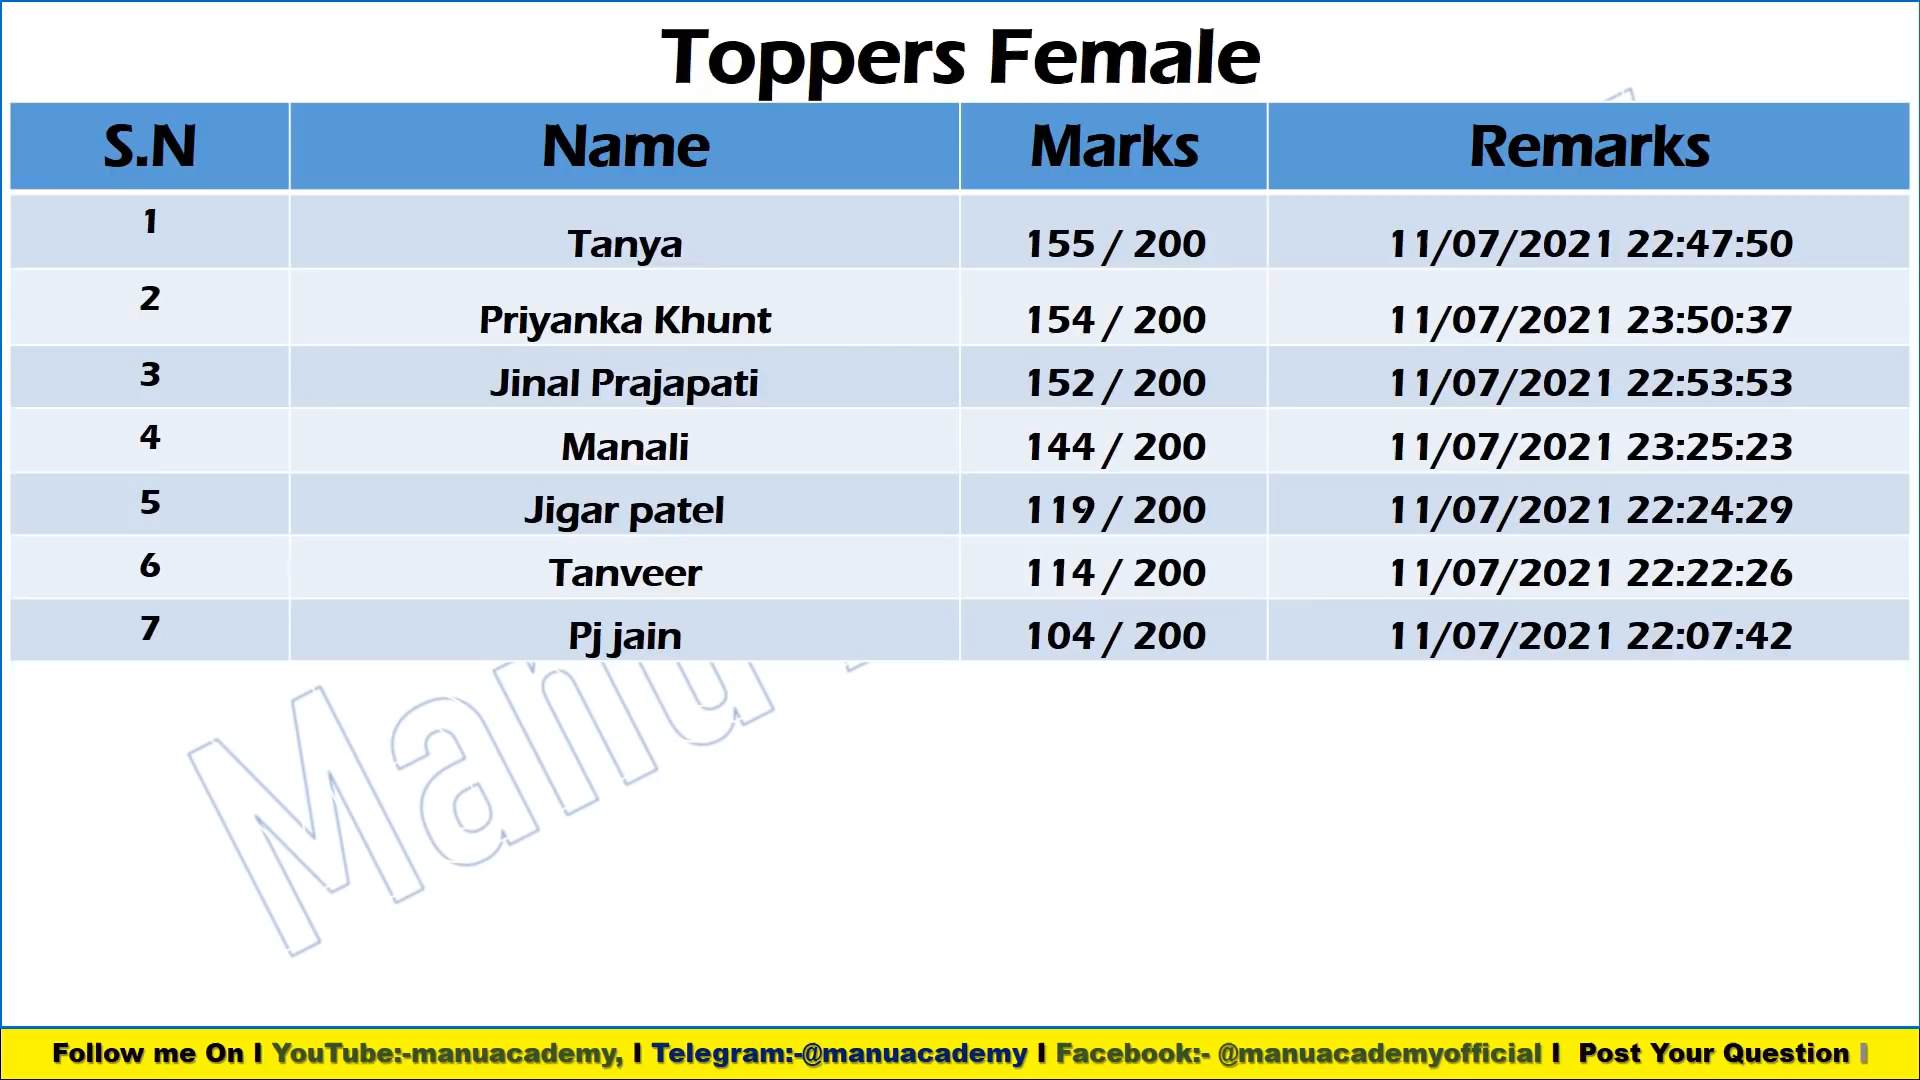 Toppers Female
S.N Name Marks Remarks
1 Tanya 155 / 200 11/07/2021 22:47:50
2 Priyanka Khunt 154 / 200 11/07/2021 23:50:37
3 Jinal Prajapati 152 / 200 11/07/2021 22:53:53
4 Manali 144 / 200 11/07/2021 23:25:23
5 Jigar patel 119 / 200 11/07/2021 22:24:29
6 Tanveer 114 / 200 11/07/2021 22:22:26
7 Pj jain 104 / 200 11/07/2021 22:07:42
Manu
Follow me On I YouTube:-manuacademy, I Telegram:-@manuacademy I Facebook:- @manuacademyofficial I Post Your Question I